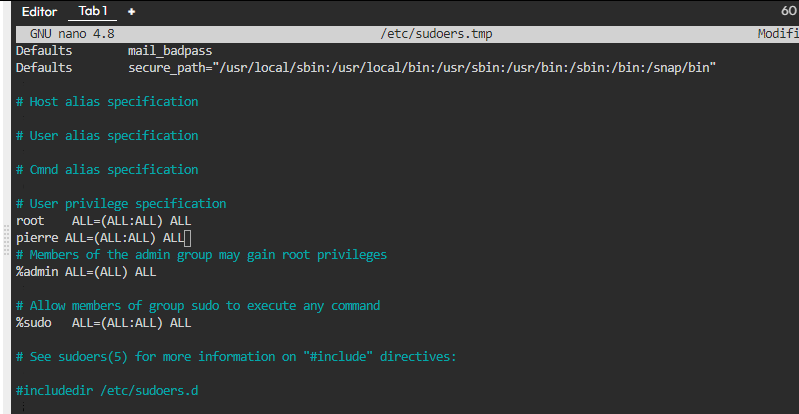 Editor Tab 1 + 60
GNU nano 4.8 /etc/sudoers.tmp Modifi
Defaults mail_badpass
Defaults secure_path="/usr/local/sbin:/usr/local/bin:/usr/sbin:/usr/bin:/sbin:/bin:/snap/bin"
# Host alias specification
# User alias specification
# Cmnd alias specification
# User privilege specification
root ALL=(ALL:ALL) ALL
pierre ALL=(ALL:ALL) ALL
# Members of the admin group may gain root privileges
%admin ALL=(ALL) ALL
# Allow members of group sudo to execute any command
%sudo ALL=(ALL:ALL) ALL
# See sudoers(5) for more information on "#include" directives:
#includedir /etc/sudoers.d